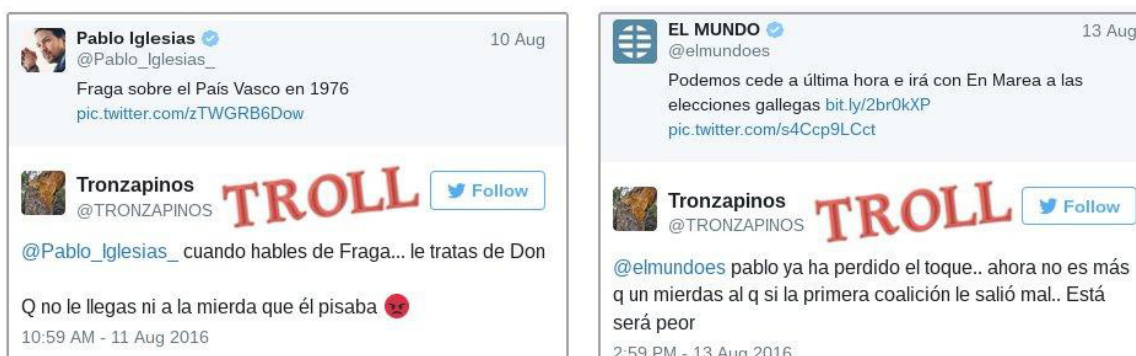 Pablo Iglesias
10 Aug
@Pablo_Iglesias_
Fraga sobre el País Vasco en 1976
pic.twitter.com/zTWGRB6Dow
Tronzapinos
@TRONZAPINOS
TROLL
Follow
@Pablo_Iglesias_ cuando hables de Fraga... le tratas de Don
Q no le llegas ni a la mierda que él pisaba
10:59 AM - 11 Aug 2016
EL MUNDO
13 Aug
@elmundoes
Podemos cede a última hora e irá con En Marea a las
elecciones gallegas bit.ly/2br0kXP
pic.twitter.com/s4Ccp9LCct
Tronzapinos
@TRONZAPINOS
TROLL
Follow
@elmundoes pablo ya ha perdido el toque.. ahora no es más
q un mierdas al q si la primera coalición le salió mal.. Está
será peor
2:59 PM - 13 Aug 2016